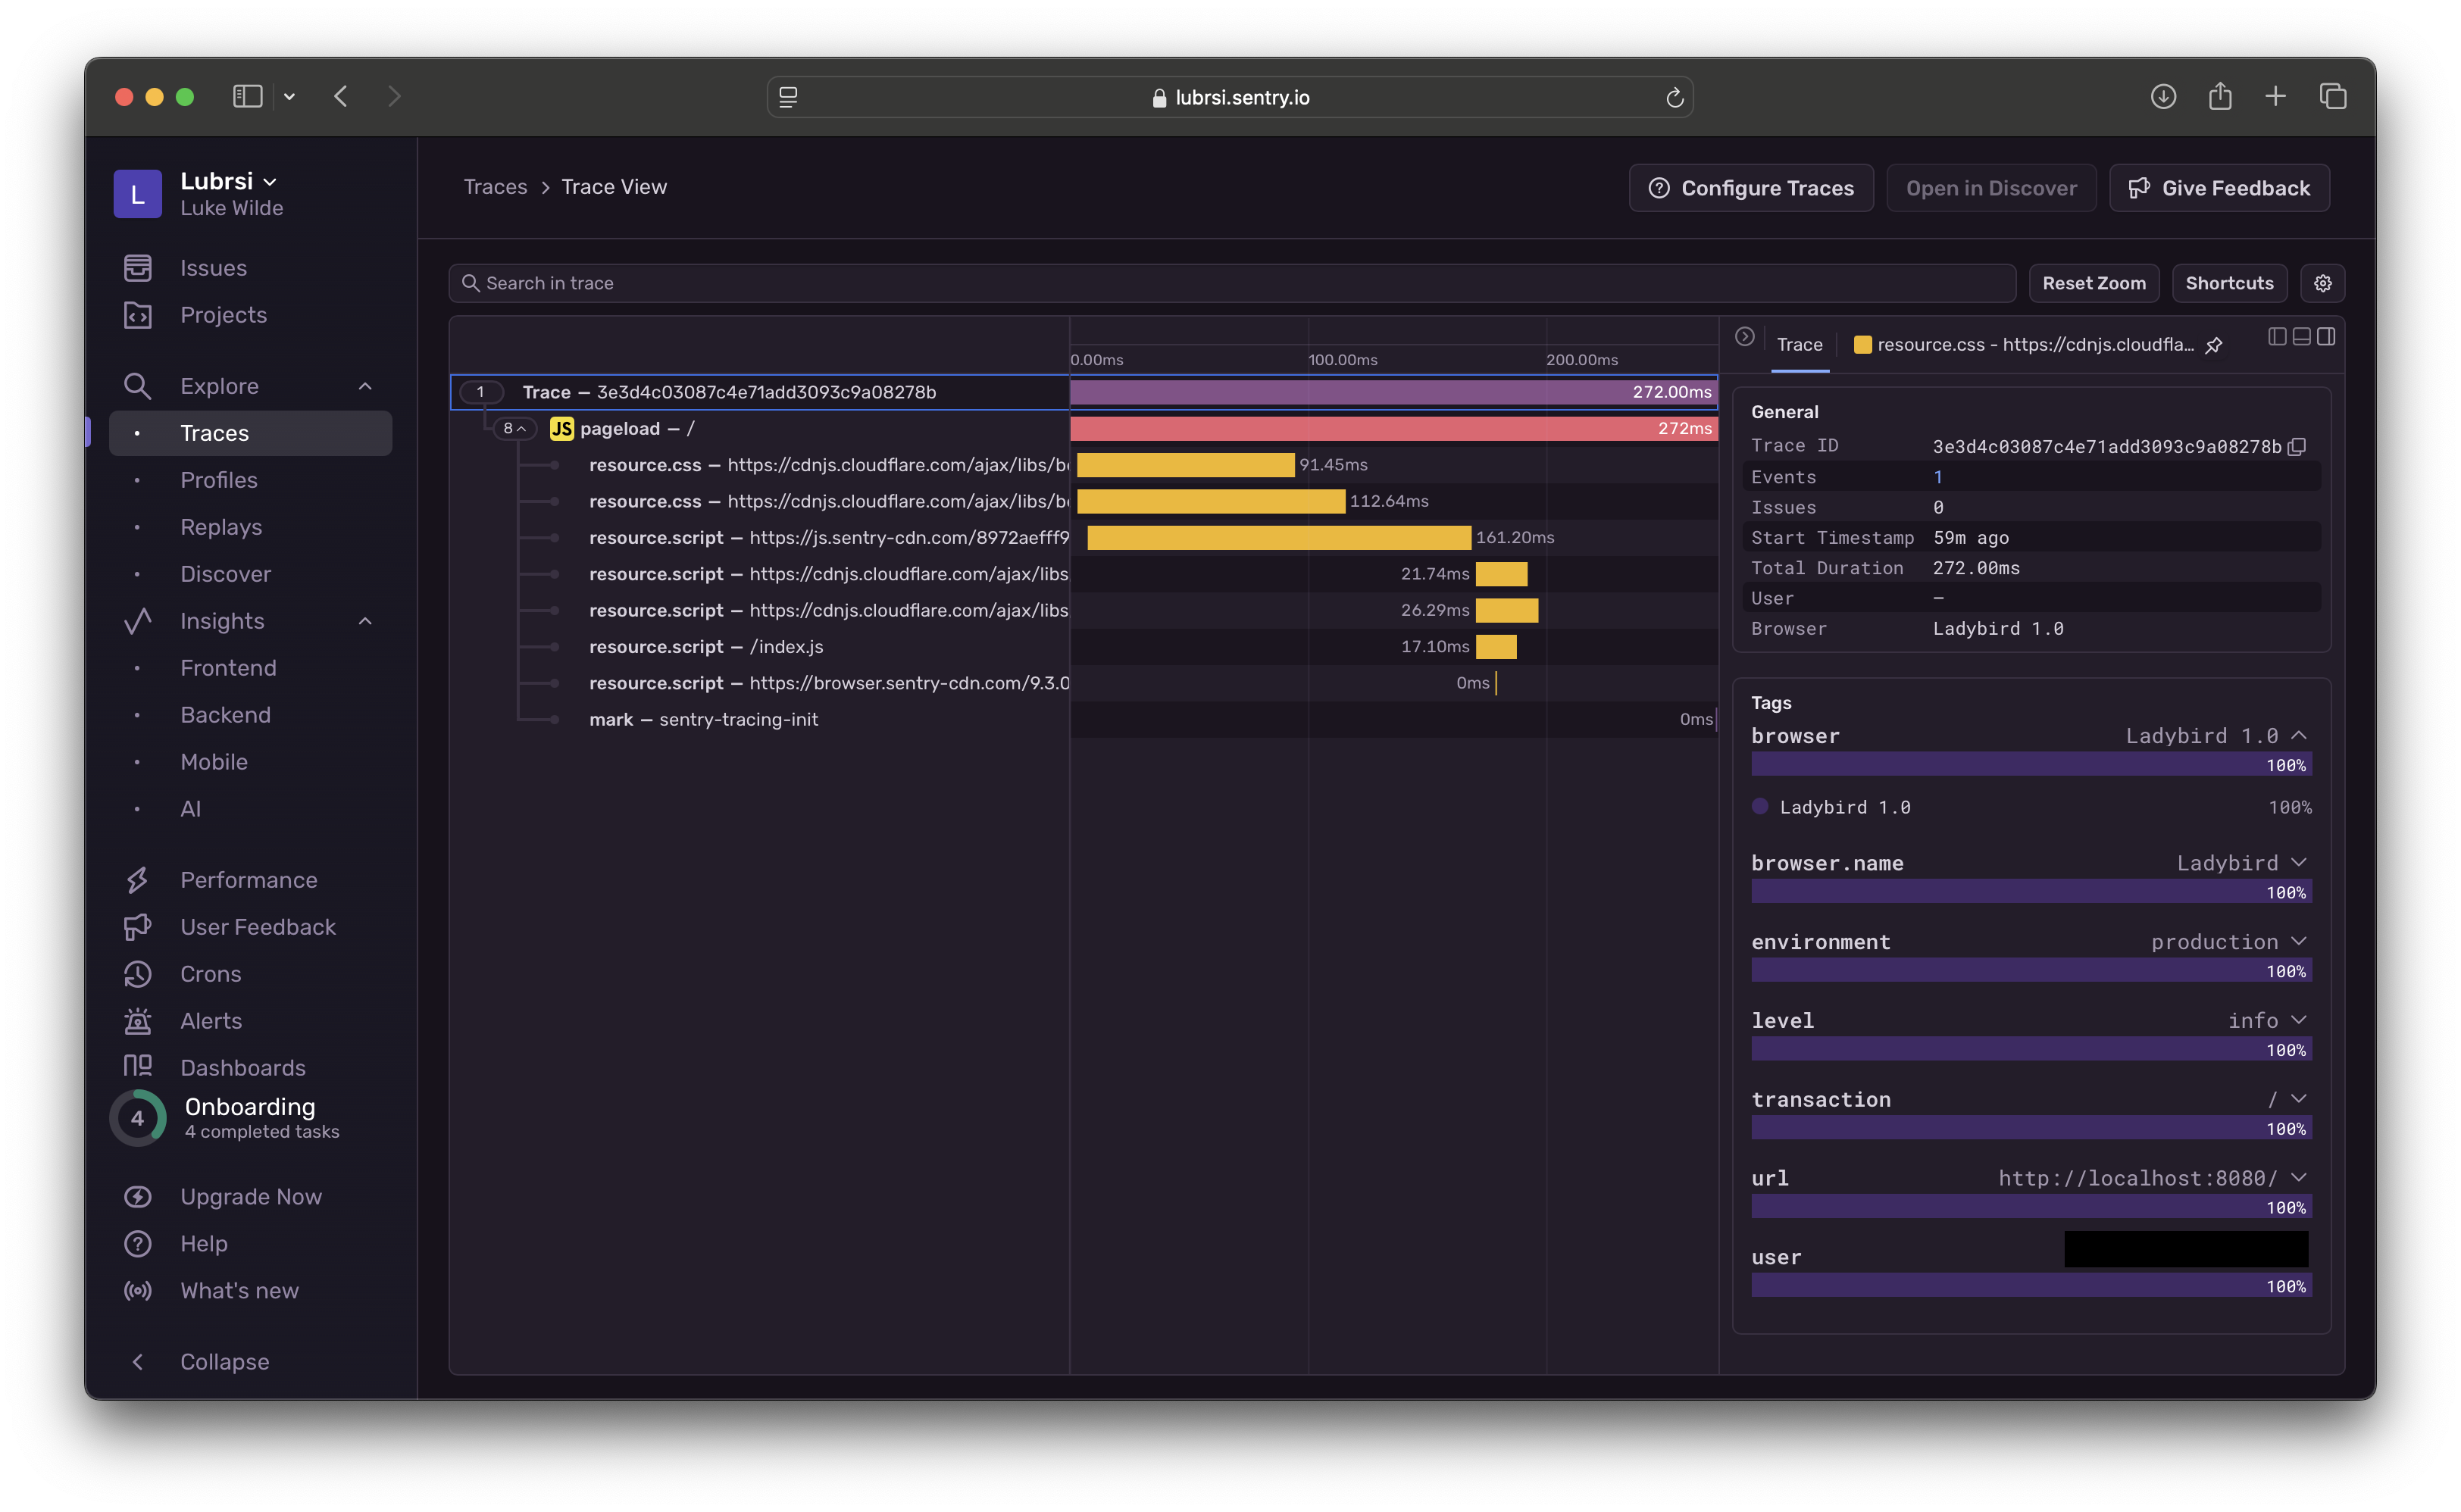 lubrsi.sentry.io
L
Lubrsi
Luke Wilde
Issues
Projects
Explore
Traces
Profiles
Replays
Discover
Insights
Frontend
Backend
Mobile
AI
Performance
User Feedback
Crons
Alerts
Dashboards
4
Onboarding
4 completed tasks
Upgrade Now
Help
What's new
Collapse
Traces > Trace View
Configure Traces
Open in Discover
Give Feedback
Search in trace
Reset Zoom
Shortcuts
0.00ms 100.00ms 200.00ms
1 Trace — 3e3d4c03087c4e71add3093c9a08278b 272.00ms
8 JS pageload — / 272ms
resource.css — https://cdnjs.cloudflare.com/ajax/libs/b 91.45ms
resource.css — https://cdnjs.cloudflare.com/ajax/libs/b 112.64ms
resource.script — https://js.sentry-cdn.com/8972aefff9 161.20ms
resource.script — https://cdnjs.cloudflare.com/ajax/libs 21.74ms
resource.script — https://cdnjs.cloudflare.com/ajax/libs 26.29ms
resource.script — /index.js 17.10ms
resource.script — https://browser.sentry-cdn.com/9.3.0 0ms
mark — sentry-tracing-init 0ms
Trace
resource.css - https://cdnjs.cloudfla...
General
Trace ID 3e3d4c03087c4e71add3093c9a08278b
Events 1
Issues 0
Start Timestamp 59m ago
Total Duration 272.00ms
User —
Browser Ladybird 1.0
Tags
browser Ladybird 1.0
100%
Ladybird 1.0 100%
browser.name Ladybird
100%
environment production
100%
level info
100%
transaction /
100%
url http://localhost:8080/
100%
user
100%